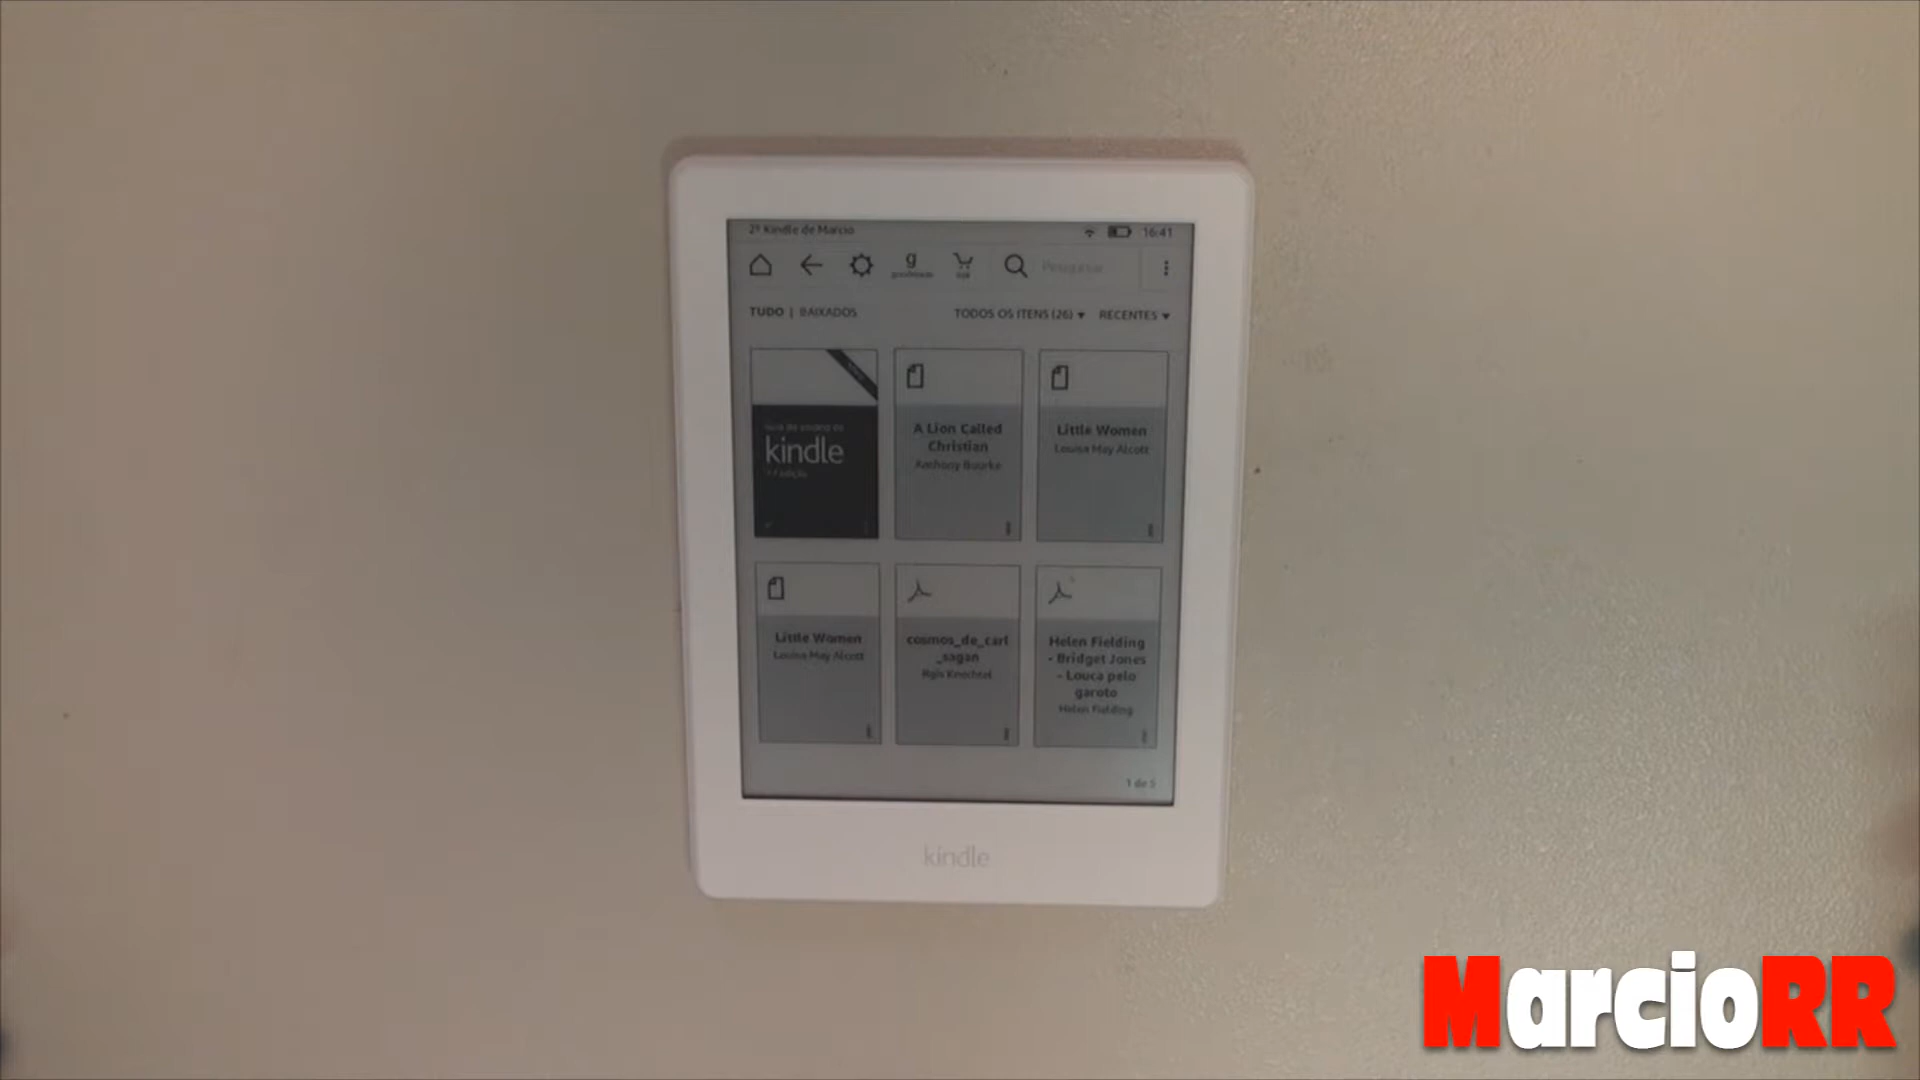 2º Kindle de Marcio
16:41
g
goodreads
Pesquisar
TUDO | BAIXADOS
TODOS OS ITENS (26)
RECENTES
kindle
A Lion Called
Christian
Anthony Bourke
Little Women
Louisa May Alcott
Little Women
Louisa May Alcott
cosmos_de_carl
_sagan
Helen Fielding
- Bridget Jones
- Louca pelo
garoto
Helen Fielding
1 de 5
kindle
MarcioRR